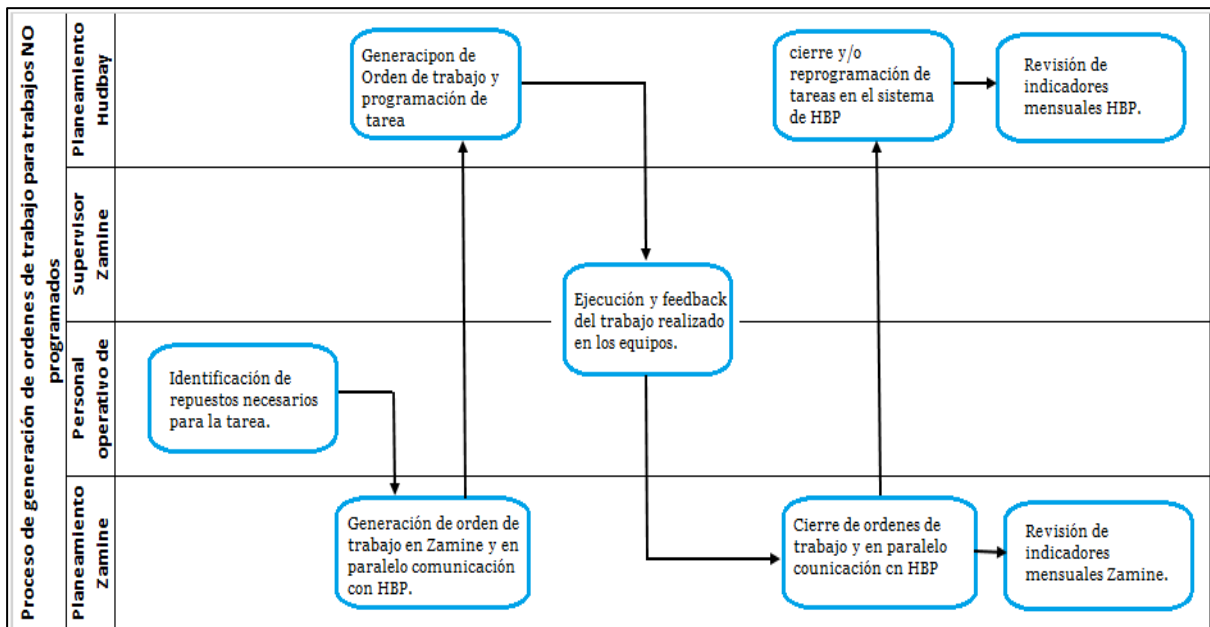 Proceso de generación de ordenes de trabajo para trabajos NO
programados
Planeamiento
Hudbay
Generacipon de
Orden de trabajo y
programación de
tarea
cierre y/o
reprogramación de
tareas en el sistema
de HBP
Revisión de
indicadores
mensuales HBP.
Supervisor
Zamine
Ejecución y feedback
del trabajo realizado
en los equipos.
Personal
operativo de
Identificación de
repuestos necesarios
para la tarea.
Planeamiento
Zamine
Generación de orden de
trabajo en Zamine y en
paralelo comunicación
con HBP.
Cierre de ordenes de
trabajo y en paralelo
counicación cn HBP
Revisión de
indicadores
mensuales Zamine.